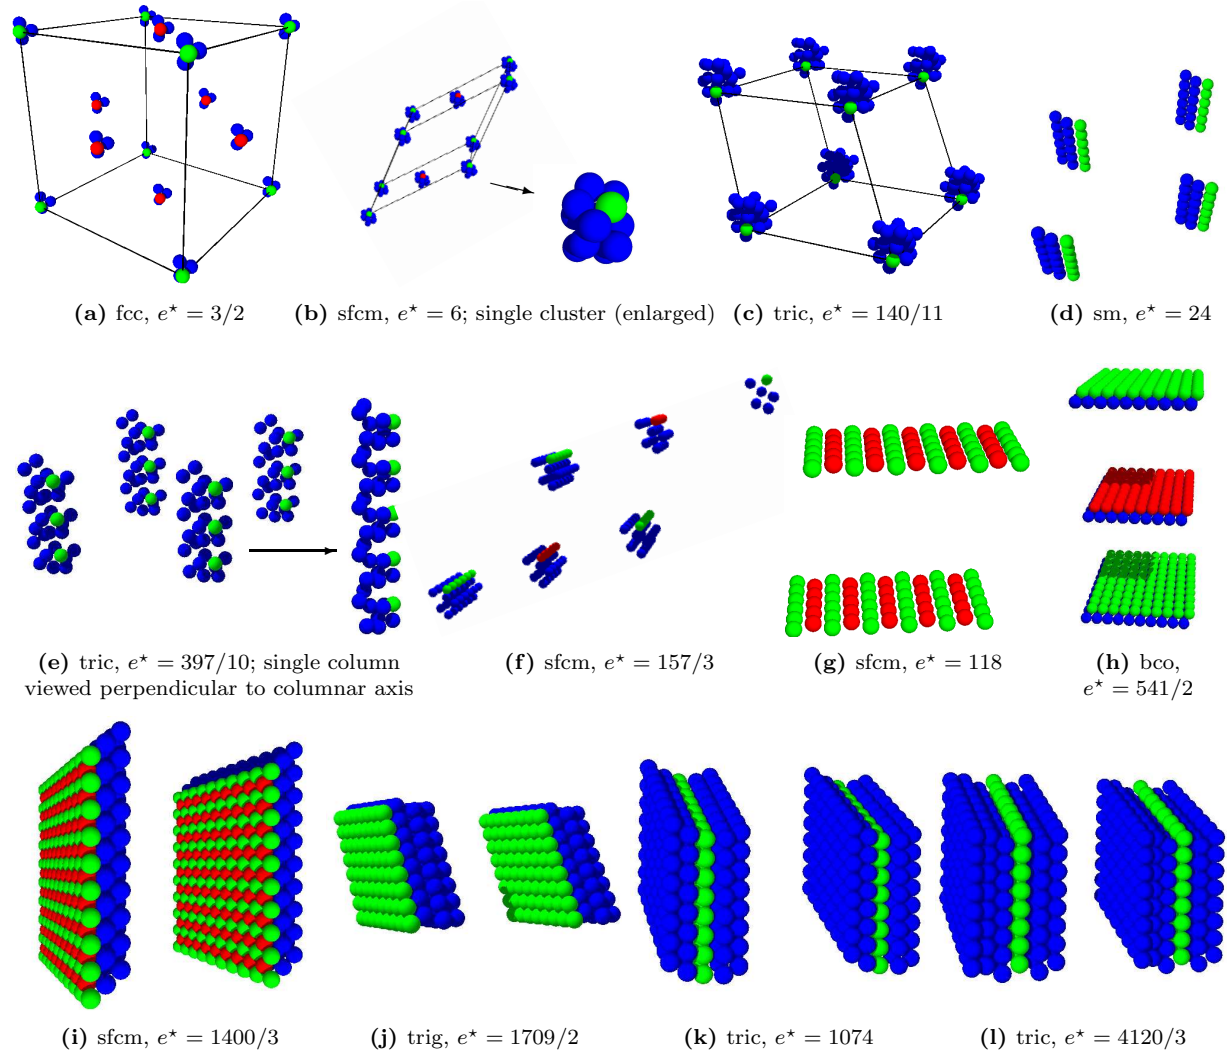 (a) fcc, e⋆ = 3/2
(b) sfcm, e⋆ = 6; single cluster (enlarged)
(c) tric, e⋆ = 140/11
(d) sm, e⋆ = 24
(e) tric, e⋆ = 397/10; single column
viewed perpendicular to columnar axis
(f) sfcm, e⋆ = 157/3
(g) sfcm, e⋆ = 118
(h) bco,
e⋆ = 541/2
(i) sfcm, e⋆ = 1400/3
(j) trig, e⋆ = 1709/2
(k) tric, e⋆ = 1074
(l) tric, e⋆ = 4120/3